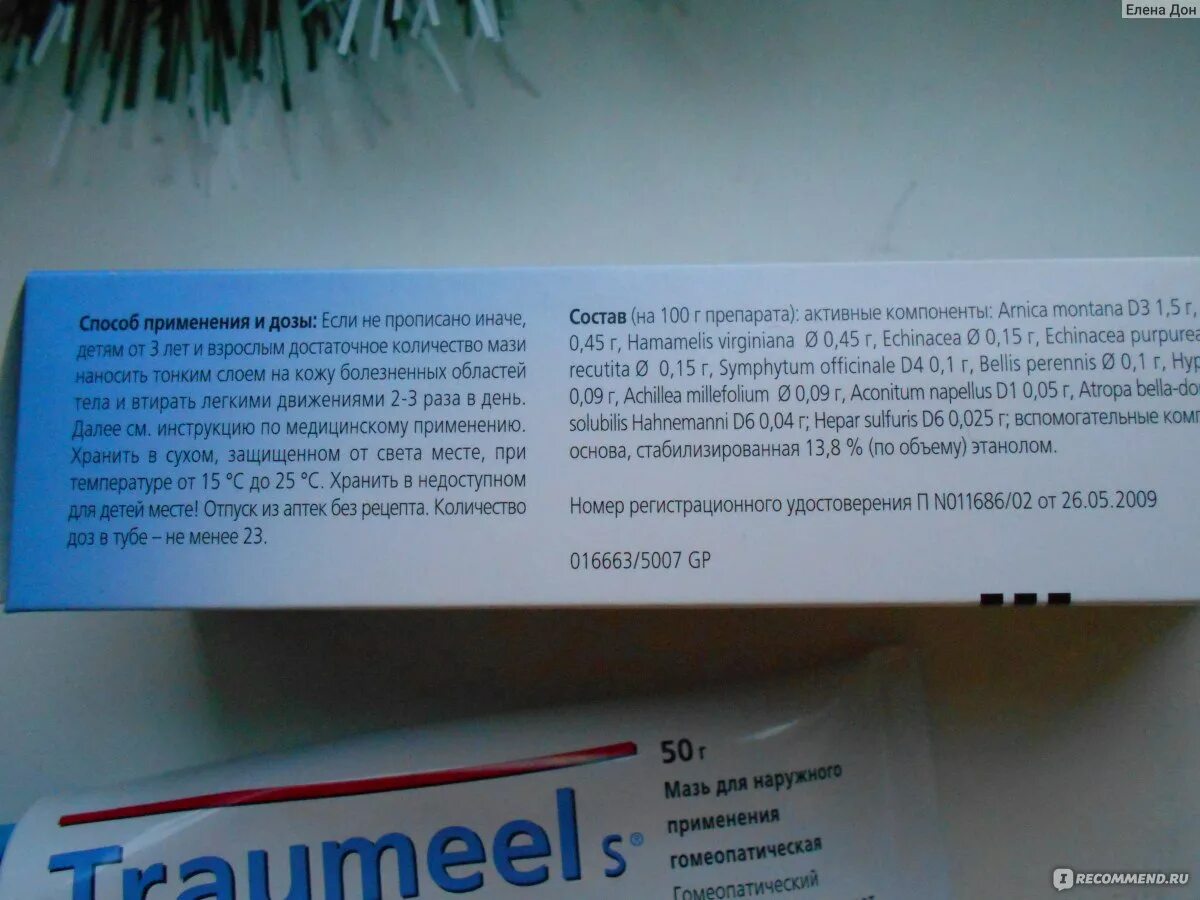 Елена Дон
Способ применения и дозы: Если не прописано иначе,
детям от 3 лет и взрослым достаточное количество мази
наносить тонким слоем на кожу болезненных областей
тела и втирать легкими движениями 2-3 раза в день.
Далее см. инструкцию по медицинскому применению.
Хранить в сухом, защищенном от света месте, при
температуре от 15 °C до 25 °C. Хранить в недоступном
для детей месте! Отпуск из аптек без рецепта. Количество
доз в тубе – не менее 23.
Состав (на 100 г препарата): активные компоненты: Arnica montana D3 1,5 г,
0,45 г, Hamamelis virginiana Ø 0,45 г, Echinacea Ø 0,15 г, Echinacea purpurea
recutita Ø 0,15 г, Symphytum officinale D4 0,1 г, Bellis perennis Ø 0,1 г, Hyp
0,09 г, Achillea millefolium Ø 0,09 г, Aconitum napellus D1 0,05 г, Atropa bella-do
solubilis Hahnemanni D6 0,04 г; Hepar sulfuris D6 0,025 г; вспомогательные ком
основа, стабилизированная 13,8 % (по объему) этанолом.
Номер регистрационного удостоверения П N011686/02 от 26.05.2009
016663/5007 GP
50 г
Мазь для наружного
применения
гомеопатическая
Гомеопатический
Traumeel S®
IRECOMMEND.RU